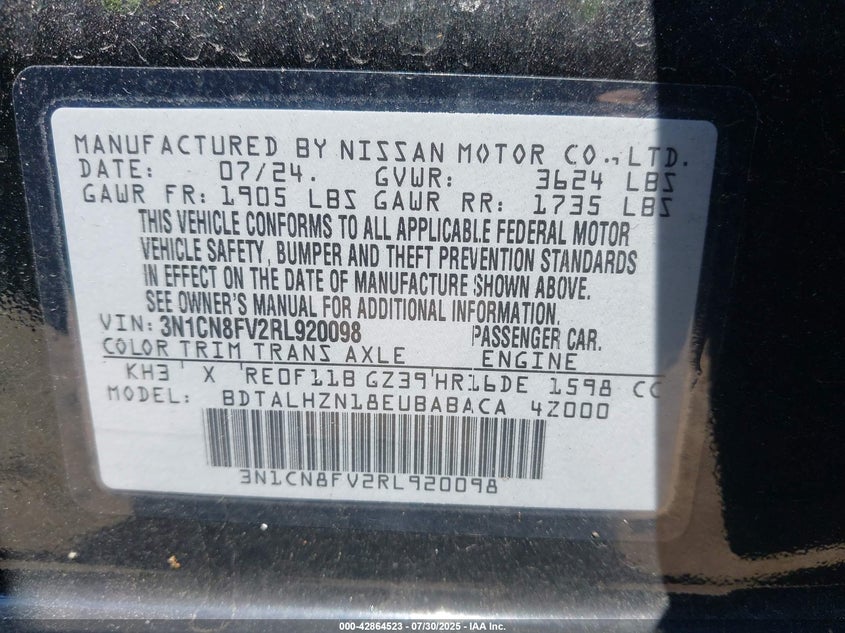 MANUFACTURED BY NISSAN MOTOR CO., LTD.
DATE: 07/24. GVWR: 3624 LBS
GAWR FR: 1905 LBS GAWR RR: 1735 LBS
THIS VEHICLE CONFORMS TO ALL APPLICABLE FEDERAL MOTOR
VEHICLE SAFETY, BUMPER AND THEFT PREVENTION STANDARDS
IN EFFECT ON THE DATE OF MANUFACTURE SHOWN ABOVE.
SEE OWNER'S MANUAL FOR ADDITIONAL INFORMATION.
VIN: 3N1CN8FV2RL920098 PASSENGER CAR.
COLOR TRIM TRANS AXLE ENGINE
KH3 X RE0F11B GZ39 HR16DE 1598 CC
MODEL: BDTALHZN18EUBABACA 4Z000
3N1CN8FV2RL920098
000-42864523 - 07/30/2025 - IAA Inc.